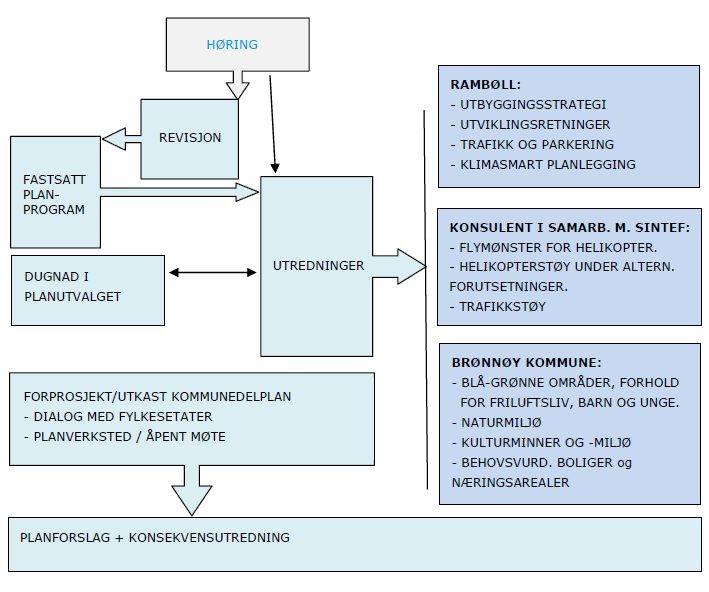 HØRING
REVISJON
FASTSATT
PLAN-
PROGRAM
UTREDNINGER
DUGNAD I
PLANUTVALGET
FORPROSJEKT/UTKAST KOMMUNEDELPLAN
- DIALOG MED FYLKESETATER
- PLANVERKSTED / ÅPENT MØTE
PLANFORSLAG + KONSEKVENSUTREDNING
RAMBØLL:
- UTBYGGINGSSTRATEGI
- UTVIKLINGSRETNINGER
- TRAFIKK OG PARKERING
- KLIMASMART PLANLEGGING
KONSULENT I SAMARB. M. SINTEF:
- FLYMØNSTER FOR HELIKOPTER.
- HELIKOPTERSTØY UNDER ALTERN.
FORUTSETNINGER.
- TRAFIKKSTØY
BRØNNØY KOMMUNE:
- BLÅ-GRØNNE OMRÅDER, FORHOLD
FOR FRILUFTSLIV, BARN OG UNGE.
- NATURMILJØ
- KULTURMINNER OG -MILJØ
- BEHOVSVURD. BOLIGER og
NÆRINGSAREALER